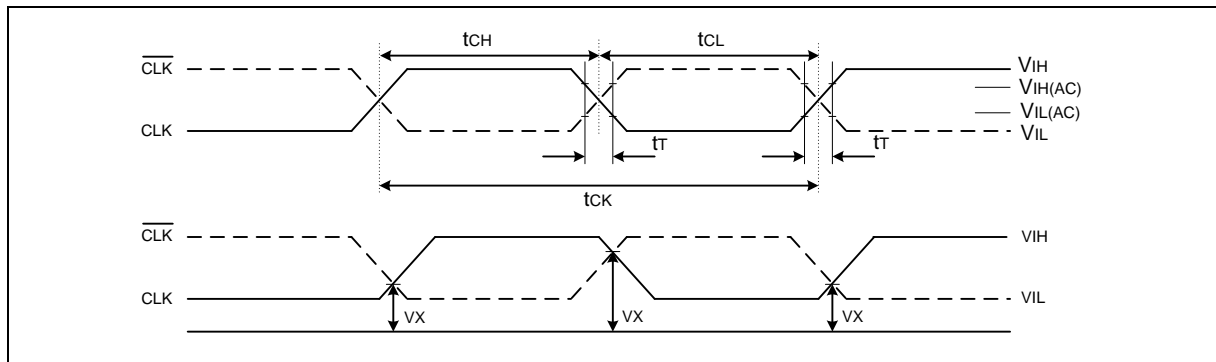 tCH tCL
CLK VIH
VIH(AC)
VIL(AC)
CLK VIL
tT tT
tCK
CLK VIH
CLK VIL
VX VX VX